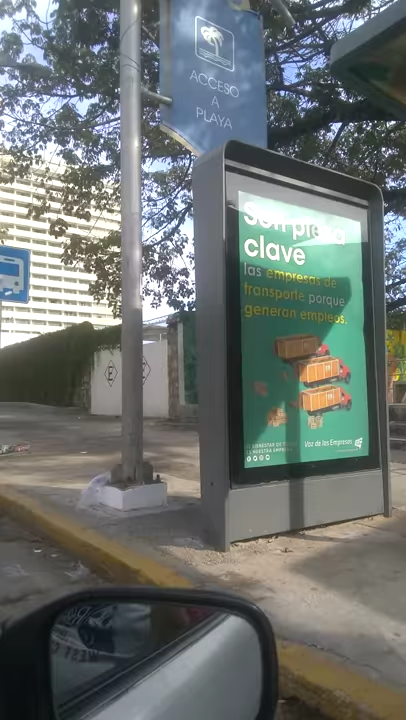 ACCESO
A
PLAYA
Son pieza
clave
las empresas de
transporte porque
generan empleos.
Voz de las Empresas
E